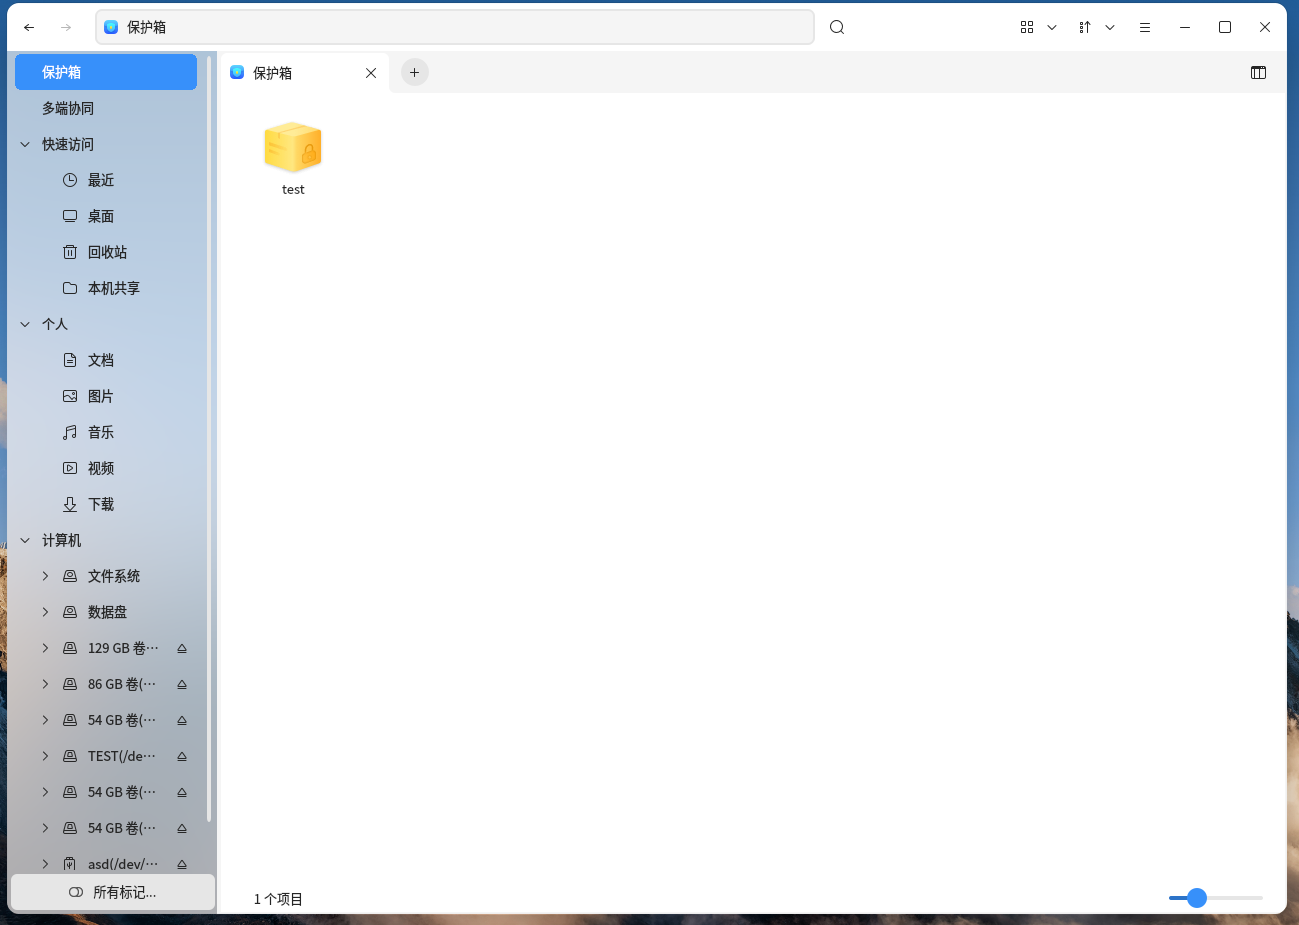 保护箱
保护箱
多端协同
快速访问
最近
桌面
回收站
本机共享
个人
文档
图片
音乐
视频
下载
计算机
文件系统
数据盘
129 GB 卷···
86 GB 卷(···
54 GB 卷(···
TEST(/de···
54 GB 卷(···
54 GB 卷(···
asd(/dev/···
所有标记...
保护箱
test
1 个项目